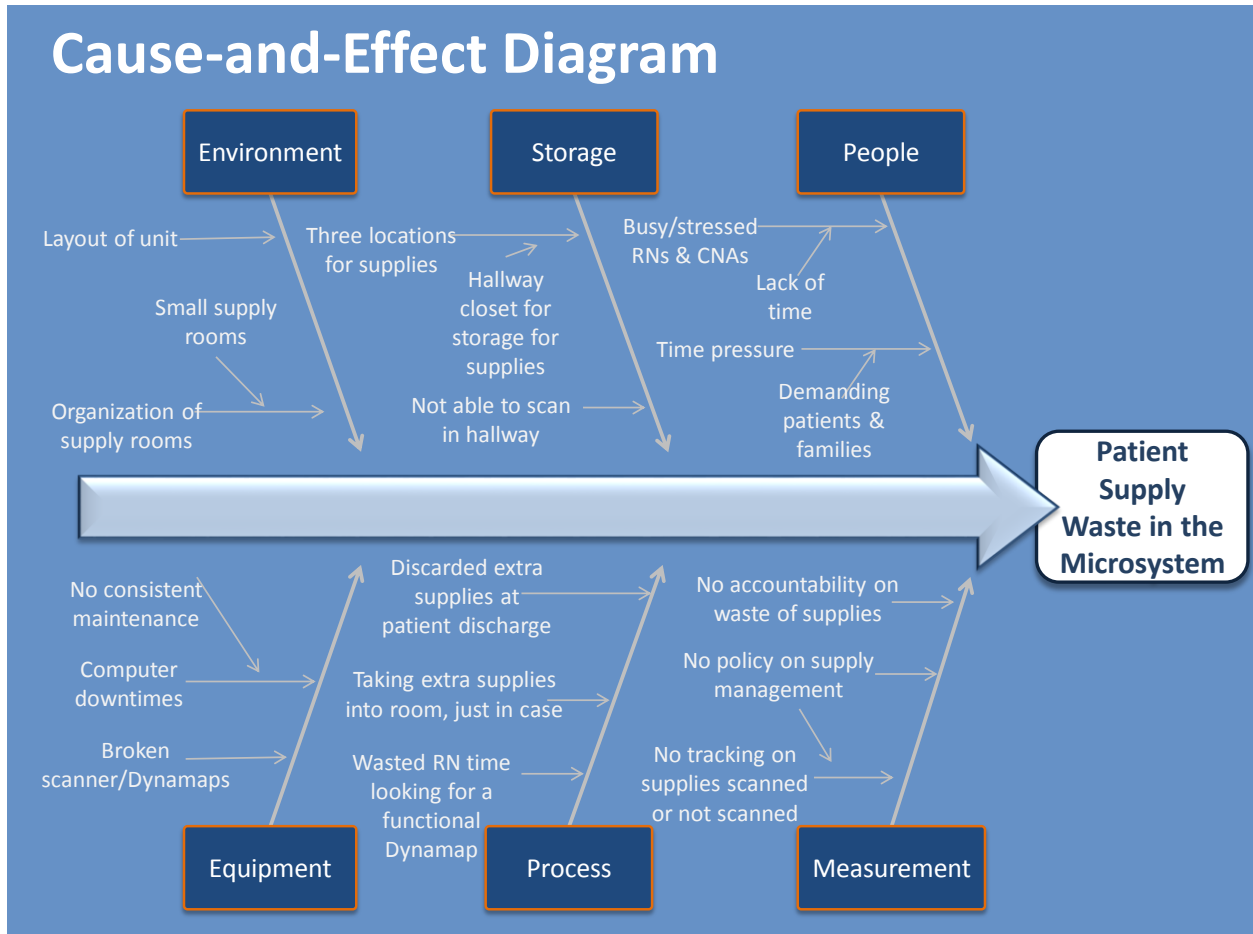 Cause-and-Effect Diagram
Environment
Storage
People
Layout of unit
Small supply
rooms
Organization of
supply rooms
Three locations
for supplies
Hallway
closet for
storage for
supplies
Not able to scan
in hallway
Busy/stressed
RNs & CNAs
Lack of
time
Time pressure
Demanding
patients &
families
Patient
Supply
Waste in the
Microsystem
No consistent
maintenance
Computer
downtimes
Broken
scanner/Dynamaps
Discarded extra
supplies at
patient discharge
Taking extra supplies
into room, just in case
Wasted RN time
looking for a
functional
Dynamap
No accountability on
waste of supplies
No policy on supply
management
No tracking on
supplies scanned
or not scanned
Equipment
Process
Measurement